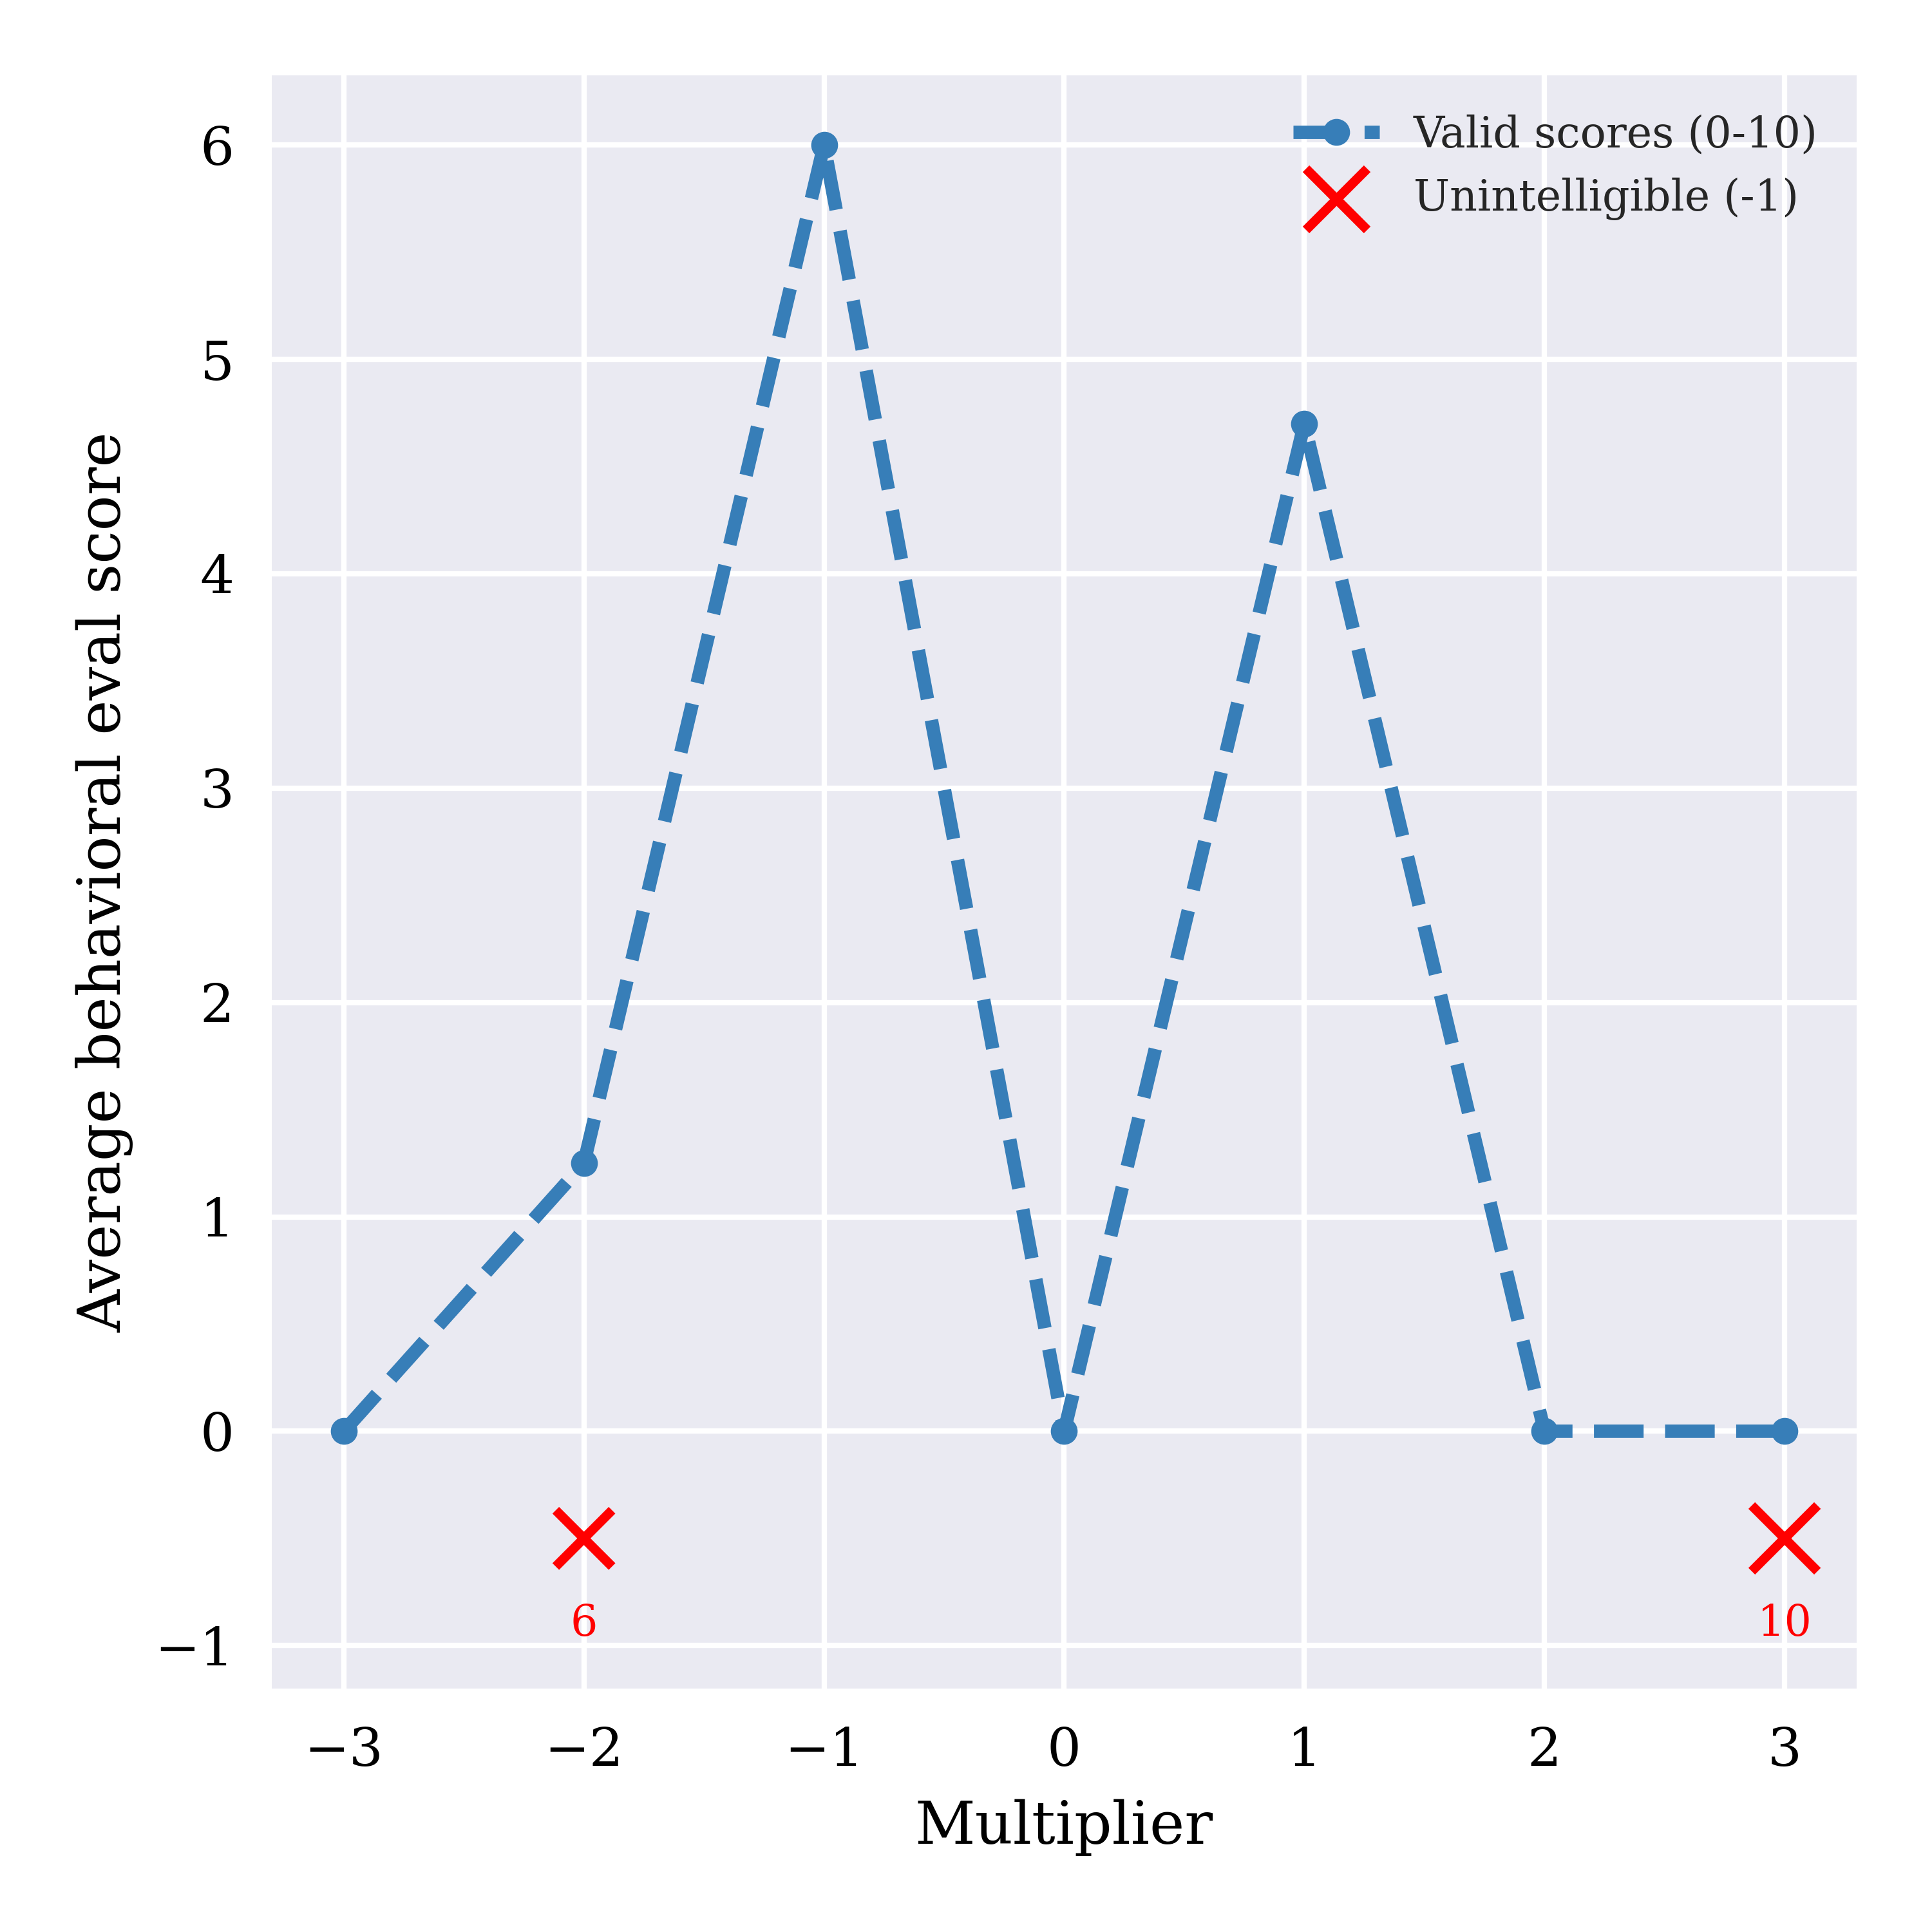 Valid scores (0-10)
Unintelligible (-1)
6
5
4
3
2
1
0
−1
Average behavioral eval score
6
10
−3 −2 −1 0 1 2 3
Multiplier